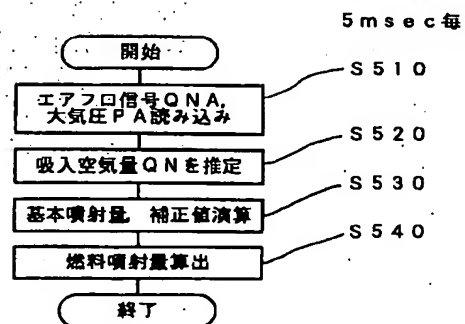 5msec毎
開始
S510
エアフロ信号QNA,
大気圧PA読み込み
S520
吸入空気量QNを推定
S530
基本噴射量 補正値演算
S540
燃料噴射量算出
終了